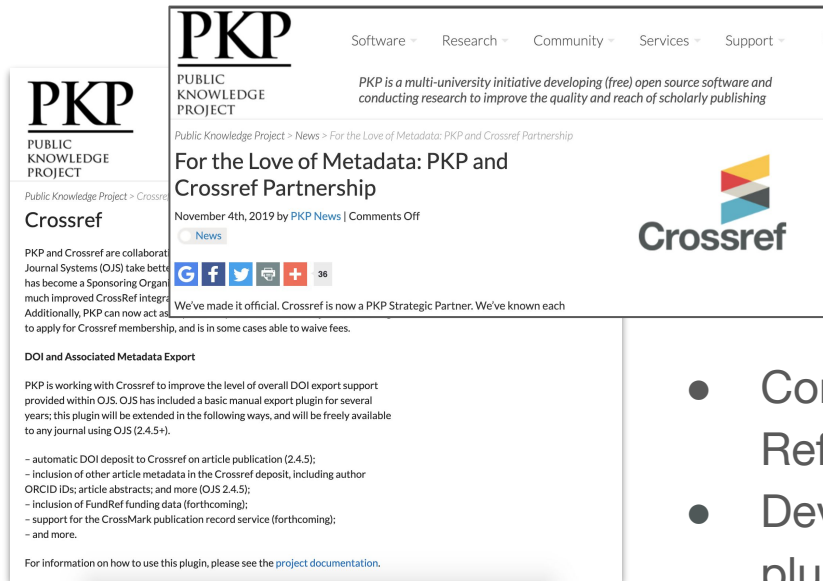 PKP
PUBLIC
KNOWLEDGE
PROJECT
Software Research Community Services Support
PKP is a multi-university initiative developing (free) open source software and
conducting research to improve the quality and reach of scholarly publishing
Public Knowledge Project > News > For the Love of Metadata: PKP and Crossref Partnership
For the Love of Metadata: PKP and
Crossref Partnership
November 4th, 2019 by PKP News | Comments Off
News
G f + 36
We've made it official. Crossref is now a PKP Strategic Partner. We've known each
Crossref
PKP
PUBLIC
KNOWLEDGE
PROJECT
Public Knowledge Project >
Crossref
PKP and Crossref are
Journal Systems (OJS) take
has become a Sponsoring
much improved CrossRef
Additionally, PKP can now act as
to apply for Crossref membership, and is in some cases able to waive fees.
DOI and Associated Metadata Export
PKP is working with Crossref to improve the level of overall DOI export support
provided within OJS. OJS has included a basic manual export plugin for several
years; this plugin will be extended in the following ways, and will be freely available
to any journal using OJS (2.4.5+).
– automatic DOI deposit to Crossref on article publication (2.4.5);
– inclusion of other article metadata in the Crossref deposit, including author
ORCID iDs; article abstracts; and more (OJS 2.4.5);
– inclusion of FundRef funding data (forthcoming);
– support for the CrossMark publication record service (forthcoming);
– and more.
For information on how to use this plugin, please see the project documentation.